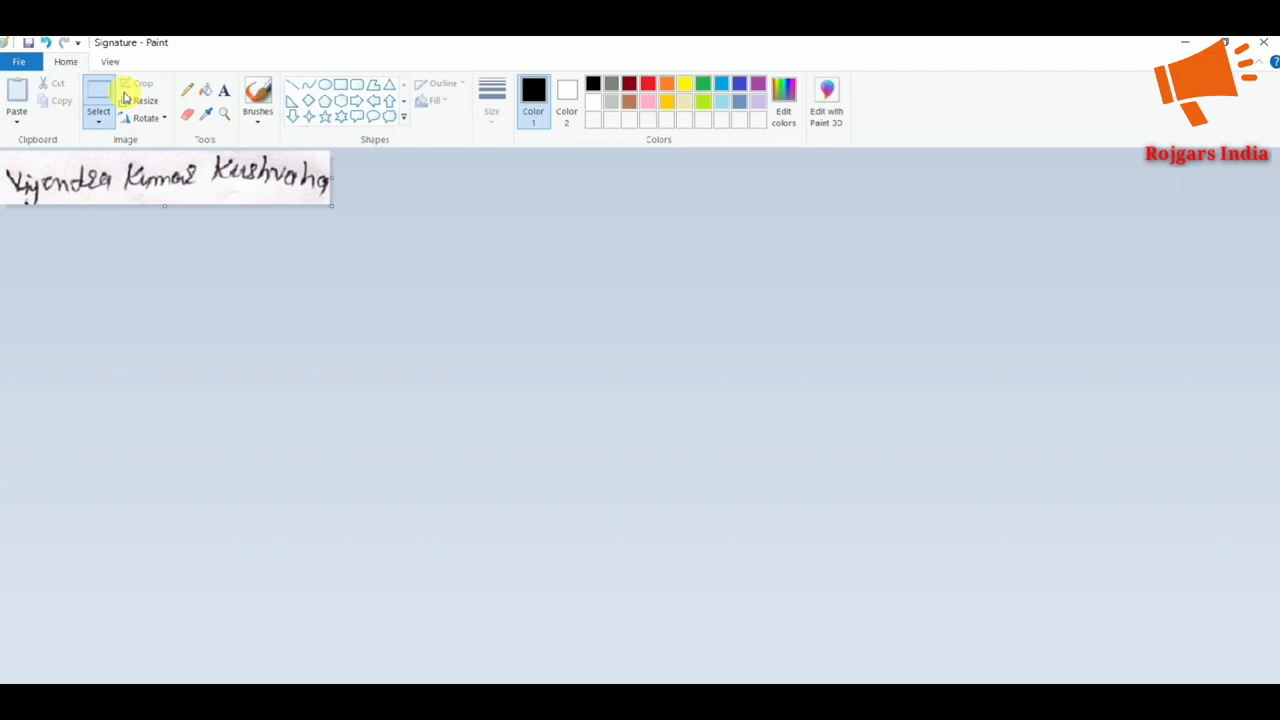 Signature - Paint
File Home View
Paste
Cut
Copy
Clipboard
Select
Crop
Resize
Rotate
Image
A
Tools
Brushes
Outline
Fill
Shapes
Size
Color 1
Color 2
Edit colors
Colors
Edit with Paint 3D
Rojgars India
Vijendra Kumar Kushvaha